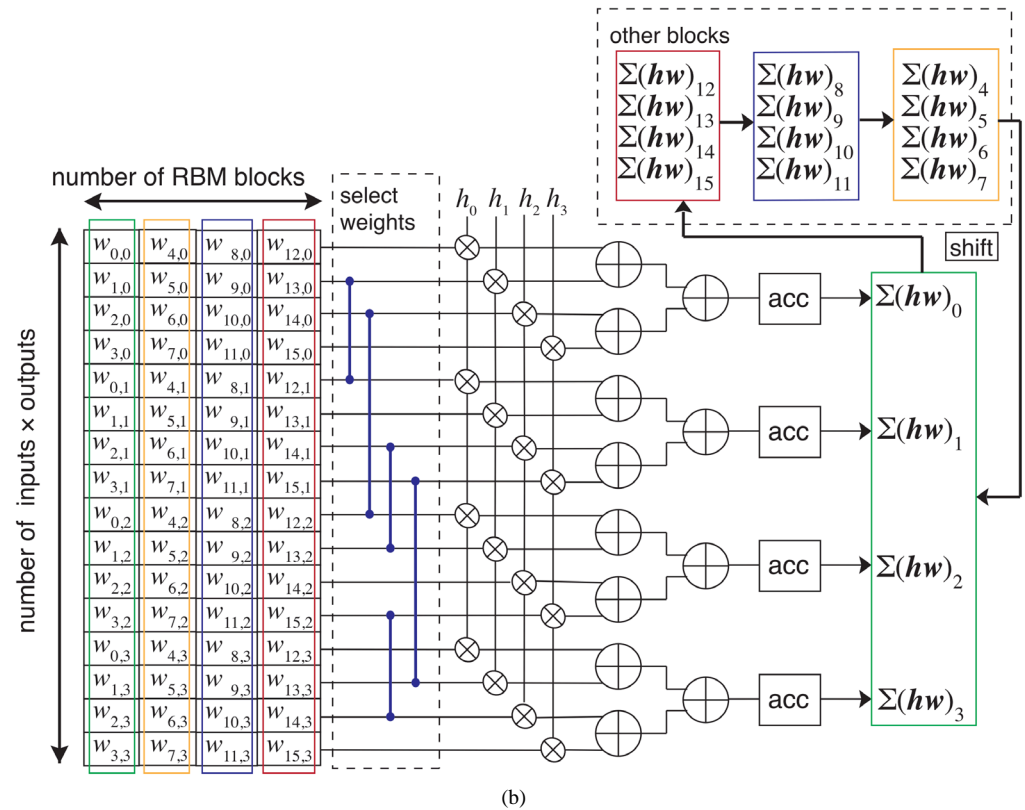 other blocks
Σ(hw)12 Σ(hw)8 Σ(hw)4
Σ(hw)13 Σ(hw)9 Σ(hw)5
Σ(hw)14 Σ(hw)10 Σ(hw)6
Σ(hw)15 Σ(hw)11 Σ(hw)7
shift
number of RBM blocks
select
weights
h0 h1 h2 h3
number of inputs × outputs
w0,0 w4,0 w8,0 w12,0
w1,0 w5,0 w9,0 w13,0
w2,0 w6,0 w10,0 w14,0
w3,0 w7,0 w11,0 w15,0
w0,1 w4,1 w8,1 w12,1
w1,1 w5,1 w9,1 w13,1
w2,1 w6,1 w10,1 w14,1
w3,1 w7,1 w11,1 w15,1
w0,2 w4,2 w8,2 w12,2
w1,2 w5,2 w9,2 w13,2
w2,2 w6,2 w10,2 w14,2
w3,2 w7,2 w11,2 w15,2
w0,3 w4,3 w8,3 w12,3
w1,3 w5,3 w9,3 w13,3
w2,3 w6,3 w10,3 w14,3
w3,3 w7,3 w11,3 w15,3
acc Σ(hw)0
acc Σ(hw)1
acc Σ(hw)2
acc Σ(hw)3
(b)